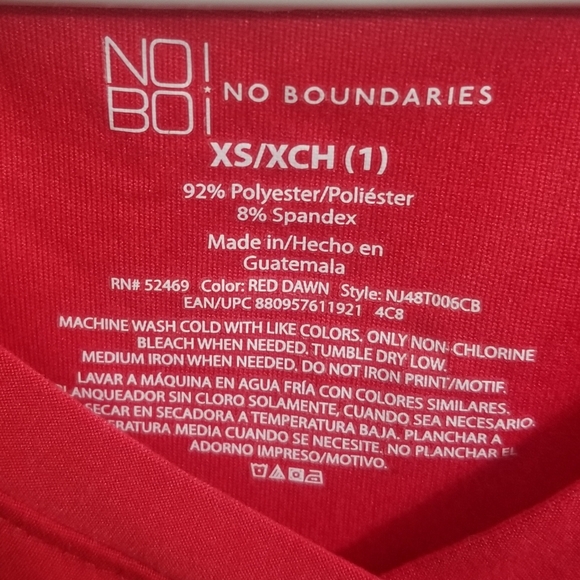 NO
BO
NO BOUNDARIES
XS/XCH (1)
92% Polyester/Poliéster
8% Spandex
Made in/Hecho en
Guatemala
RN# 52469 Color: RED DAWN Style: NJ48T006CB
EAN/UPC 880957611921 4C8
MACHINE WASH COLD WITH LIKE COLORS. ONLY NON-CHLORINE
BLEACH WHEN NEEDED. TUMBLE DRY LOW.
MEDIUM IRON WHEN NEEDED. DO NOT IRON PRINT/MOTIF.
LAVAR A MÁQUINA EN AGUA FRÍA CON COLORES SIMILARES.
SIN CLORO SOLAMENTE, CUANDO SEA NECESARIO.
SECAR EN SECADORA A TEMPERATURA BAJA. PLANCHAR A
MEDIA CUANDO SE NECESITE. NO PLANCHAR EL
ADORNO IMPRESO/MOTIVO.